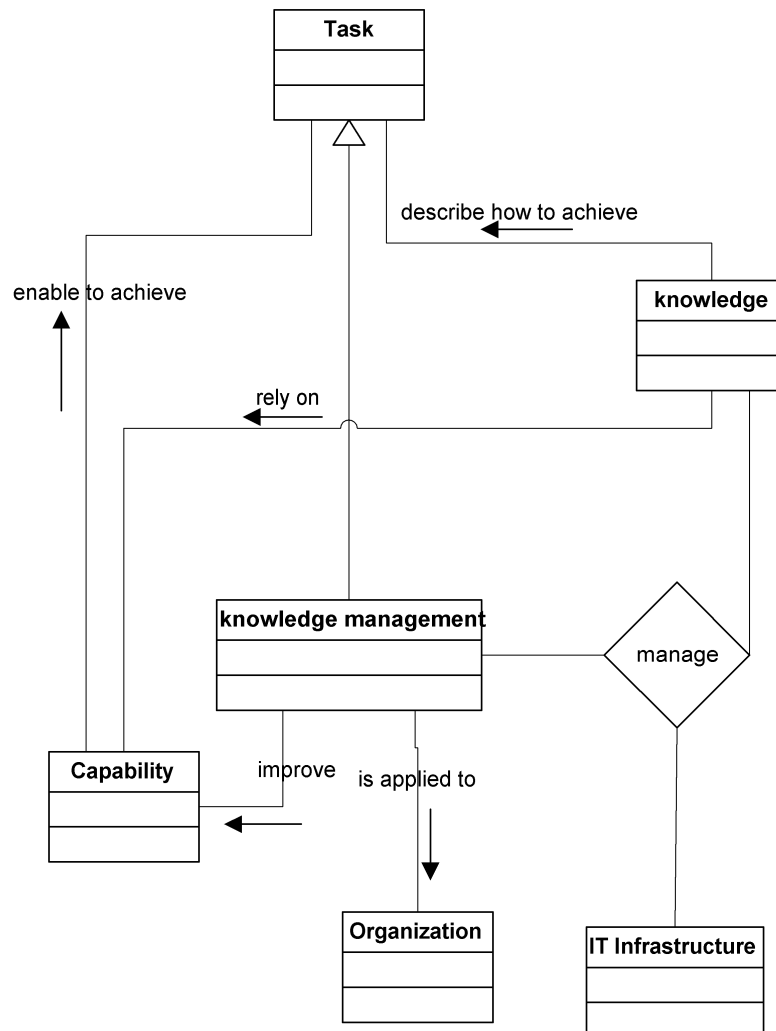 Task
describe how to achieve
knowledge
enable to achieve
rely on
knowledge management
manage
Capability
improve
is applied to
Organization
IT Infrastructure